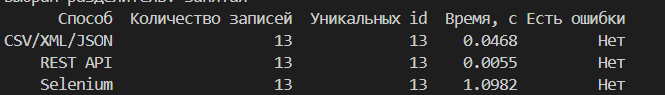 Выбран разделитель: запятая
Способ Количество записей Уникальных id Время, с Есть ошибки
CSV/XML/JSON 13 13 0.0468 Нет
REST API 13 13 0.0055 Нет
Selenium 13 13 1.0982 Нет